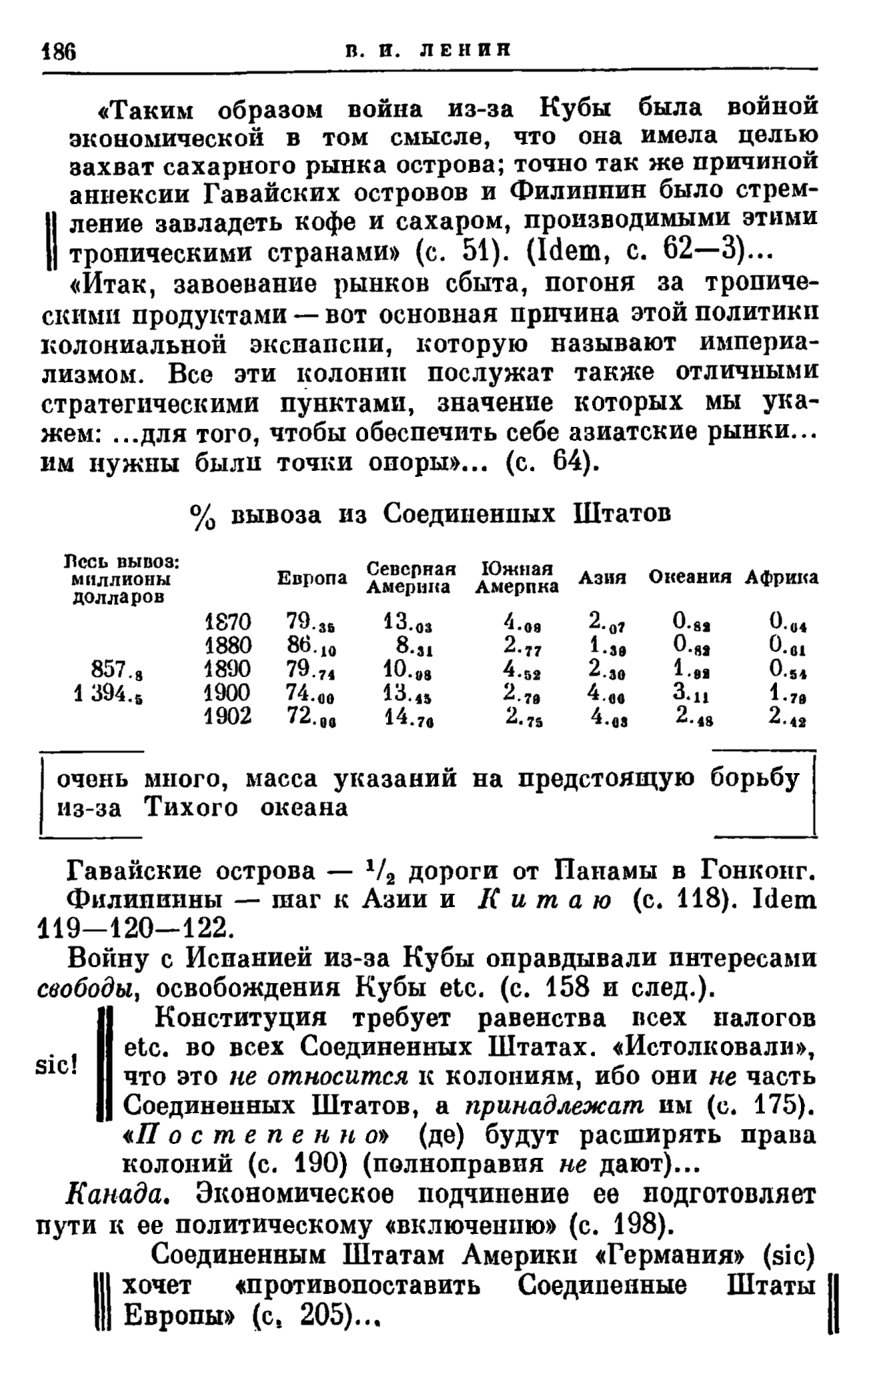 186
В. И. ЛЕНИН
«Таким образом война из-за Кубы была войной
экономической в том смысле, что она имела целью
захват сахарного рынка острова; точно так же причиной
аннексии Гавайских островов и Филиппин было стрем-
ление завладеть кофе и сахаром, производимыми этими
тропическими странами» (с. 51). (Idem, с. 62—3)...
«Итак, завоевание рынков сбыта, погоня за тропиче-
скими продуктами — вот основная причина этой политики
колониальной экспансии, которую называют империа-
лизмом. Все эти колонии послужат также отличными
стратегическими пунктами, значение которых мы ука-
жем: ...для того, чтобы обеспечить себе азиатские рынки...
им нужны были точки опоры»... (с. 64).
% вывоза из Соединенных Штатов
Весь вывоз:
миллионы
долларов
Европа Северная Америка Южная Америка Азия Океания Африка
1870 79.35 13.03 4.09 2.07 0.82 0.64
1880 86.10 8.31 2.77 1.39 0.82 0.61
857.8 1890 79.74 10.98 4.52 2.30 1.92 0.54
1 394.5 1900 74.60 13.45 2.79 4.66 3.11 1.79
1902 72.96 14.76 2.75 4.63 2.48 2.42
очень много, масса указаний на предстоящую борьбу
из-за Тихого океана
Гавайские острова — 1/2 дороги от Панамы в Гонконг.
Филиппины — шаг к Азии и Китаю (с. 118). Idem
119—120—122.
Войну с Испанией из-за Кубы оправдывали интересами
свободы, освобождения Кубы etc. (с. 158 и след.).
Конституция требует равенства всех налогов
sic! etc. во всех Соединенных Штатах. «Истолковали»,
что это не относится к колониям, ибо они не часть
Соединенных Штатов, а принадлежат им (с. 175).
«Постепенно» (де) будут расширять права
колоний (с. 190) (полноправия не дают)...
Канада. Экономическое подчинение ее подготовляет
пути к ее политическому «включению» (с. 198).
Соединенным Штатам Америки «Германия» (sic)
хочет «противопоставить Соединенные Штаты
Европы» (с. 205)...